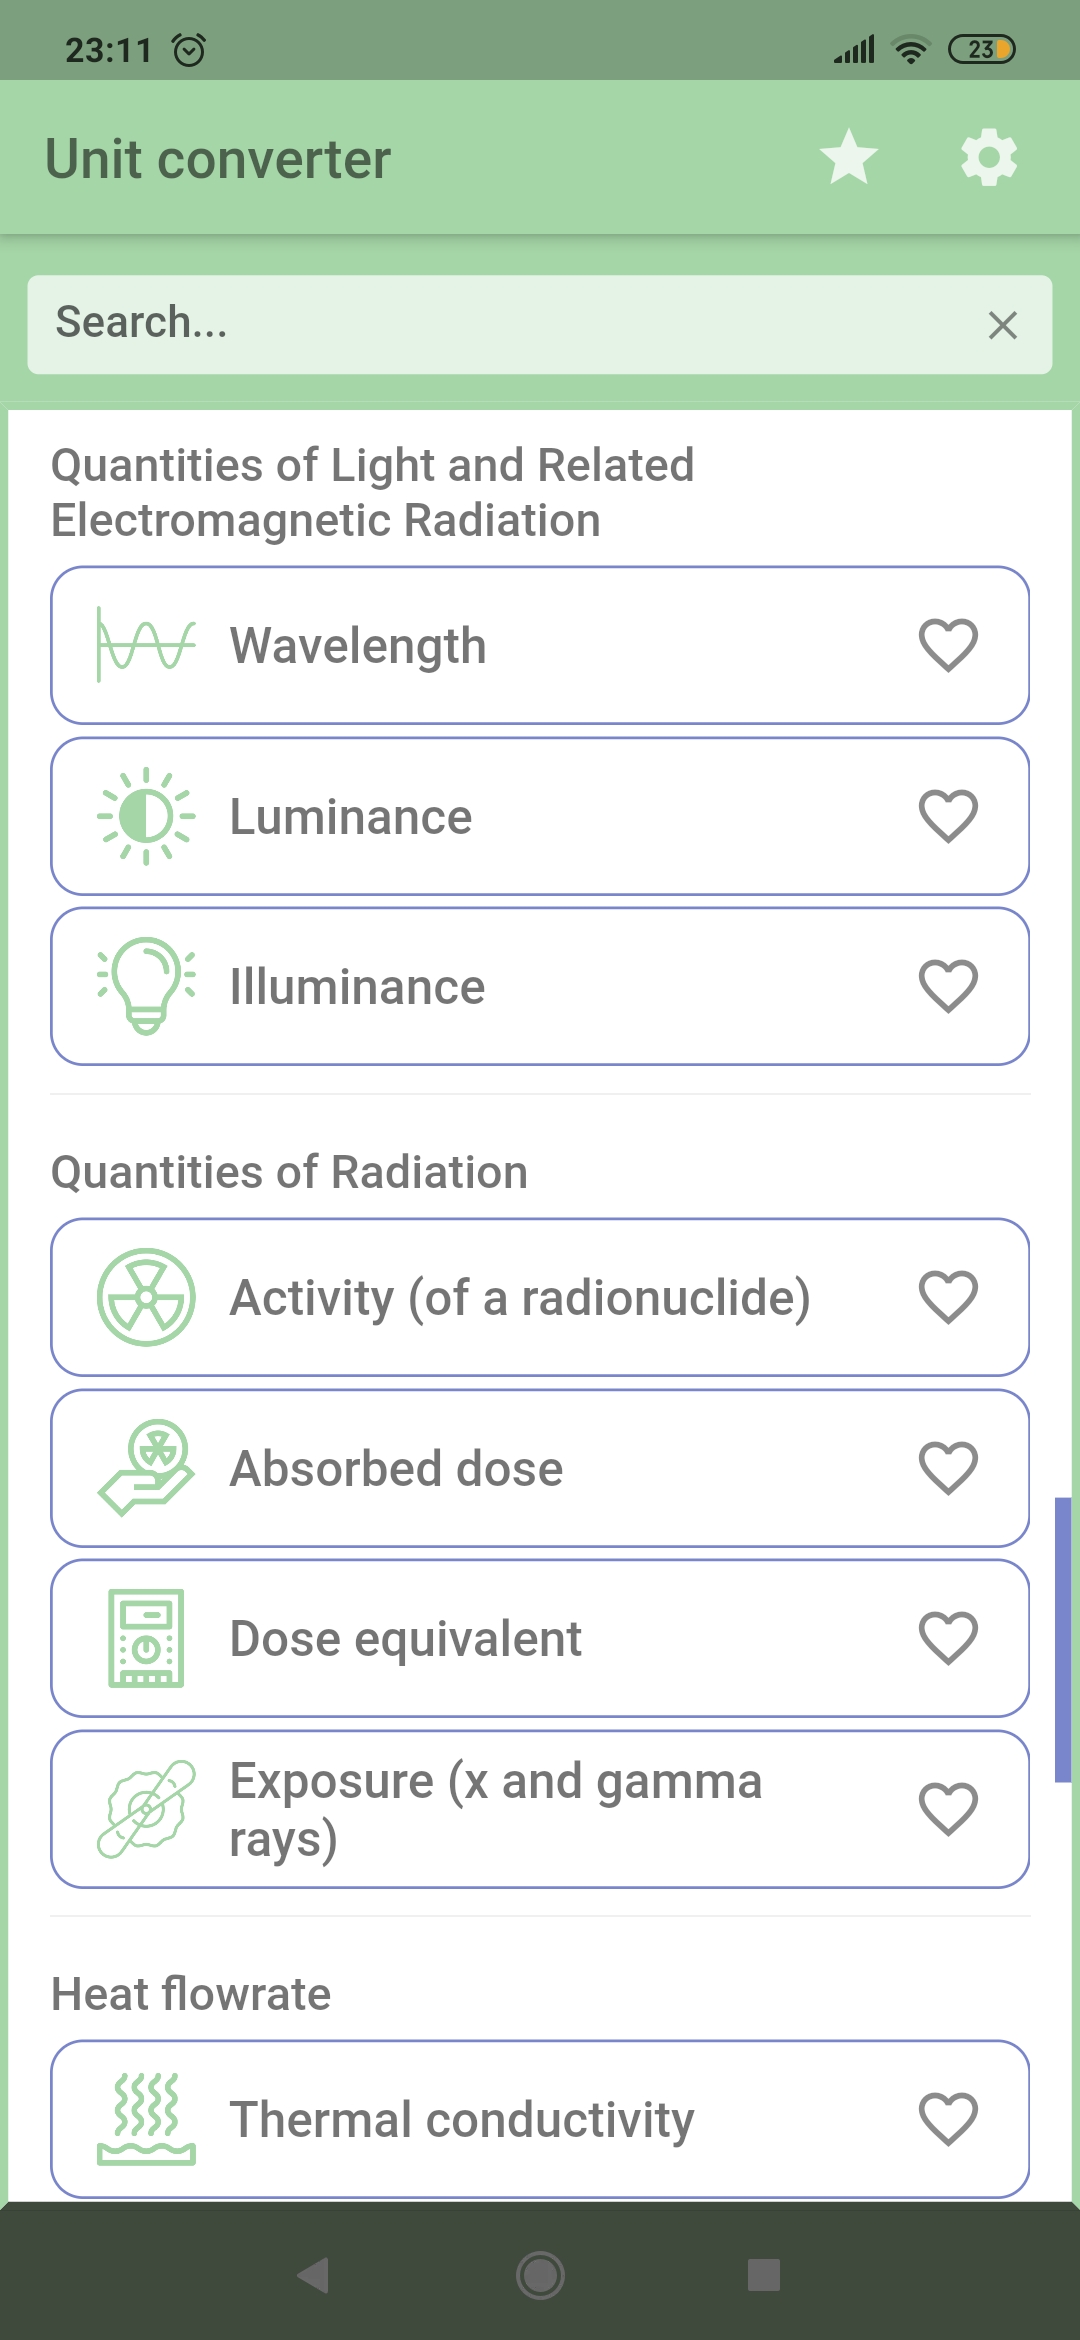 23:11
23
Unit converter
Search...
Quantities of Light and Related
Electromagnetic Radiation
Wavelength
Luminance
Illuminance
Quantities of Radiation
Activity (of a radionuclide)
Absorbed dose
Dose equivalent
Exposure (x and gamma
rays)
Heat flowrate
Thermal conductivity